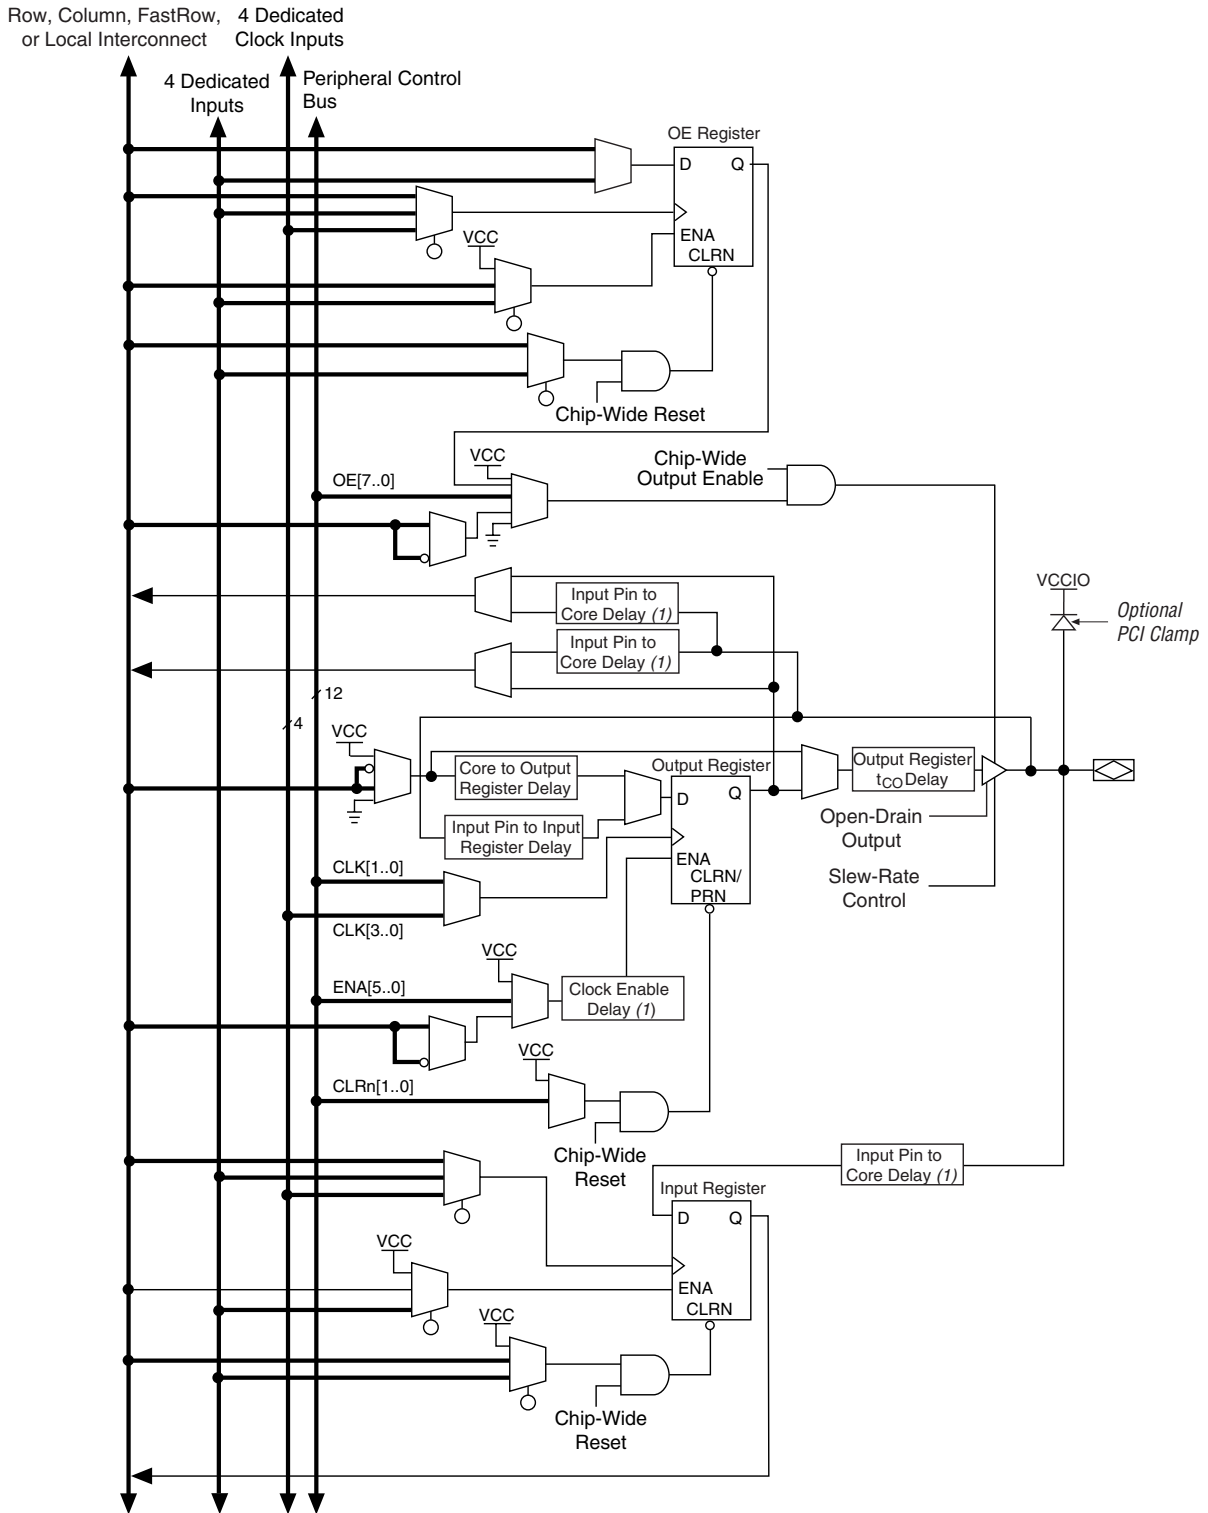 Row, Column, FastRow,
or Local Interconnect
4 Dedicated
Clock Inputs
4 Dedicated
Inputs
Peripheral Control
Bus
OE Register
D
Q
ENA
CLRN
VCC
Chip-Wide Reset
VCC
OE[7..0]
Chip-Wide
Output Enable
Input Pin to
Core Delay (1)
Input Pin to
Core Delay (1)
VCCIO
Optional
PCI Clamp
12
4
VCC
Core to Output
Register Delay
Input Pin to Input
Register Delay
Output Register
D
Q
ENA
CLRN/
PRN
Output Register
tCO Delay
Open-Drain
Output
Slew-Rate
Control
CLK[1..0]
CLK[3..0]
VCC
ENA[5..0]
Clock Enable
Delay (1)
VCC
CLRn[1..0]
Chip-Wide
Reset
Input Pin to
Core Delay (1)
Input Register
D
Q
ENA
CLRN
VCC
VCC
Chip-Wide
Reset